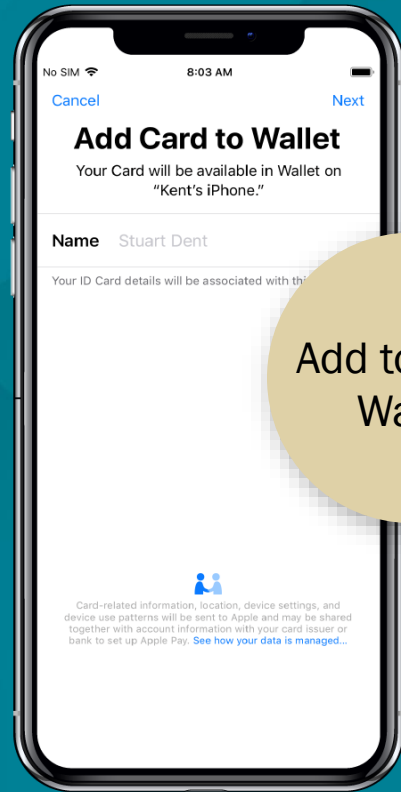 No SIM
8:03 AM
Cancel
Next
Add Card to Wallet
Your Card will be available in Wallet on
“Kent’s iPhone.”
Name Stuart Dent
Your ID Card details will be associated with
Add
Card-related information, location, device settings, and
device use patterns will be sent to Apple and may be shared
together with account information with your card issuer or
bank to set up Apple Pay. See how your data is managed...